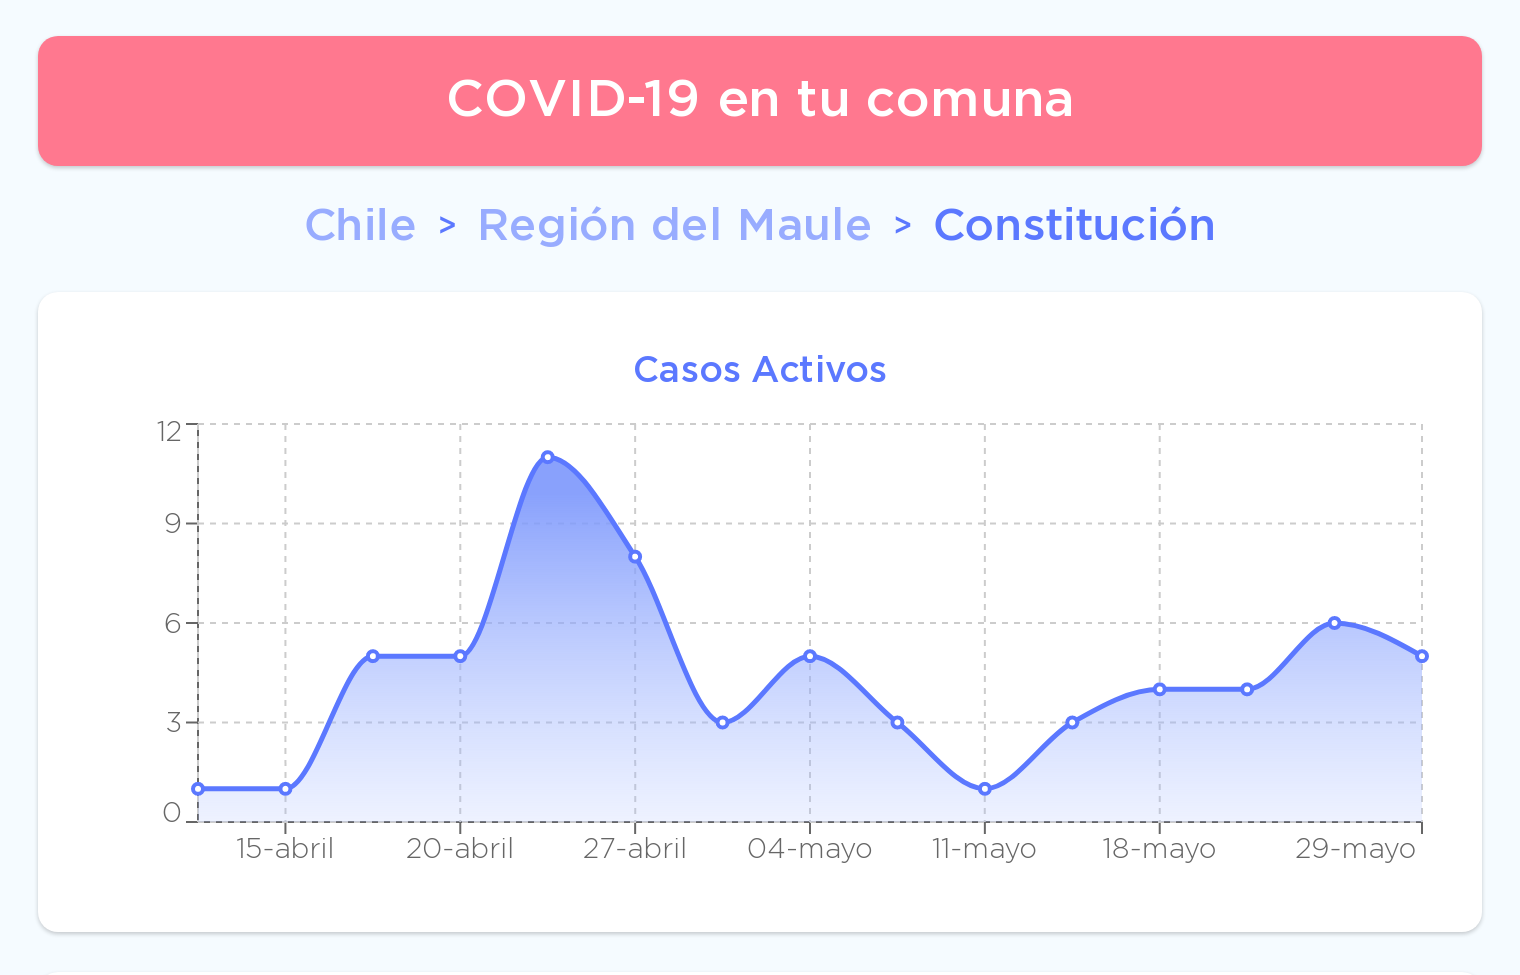 COVID-19 en tu comuna
Chile > Región del Maule > Constitución
Casos Activos
12
9
6
3
0
15-abril 20-abril 27-abril 04-mayo 11-mayo 18-mayo 29-mayo